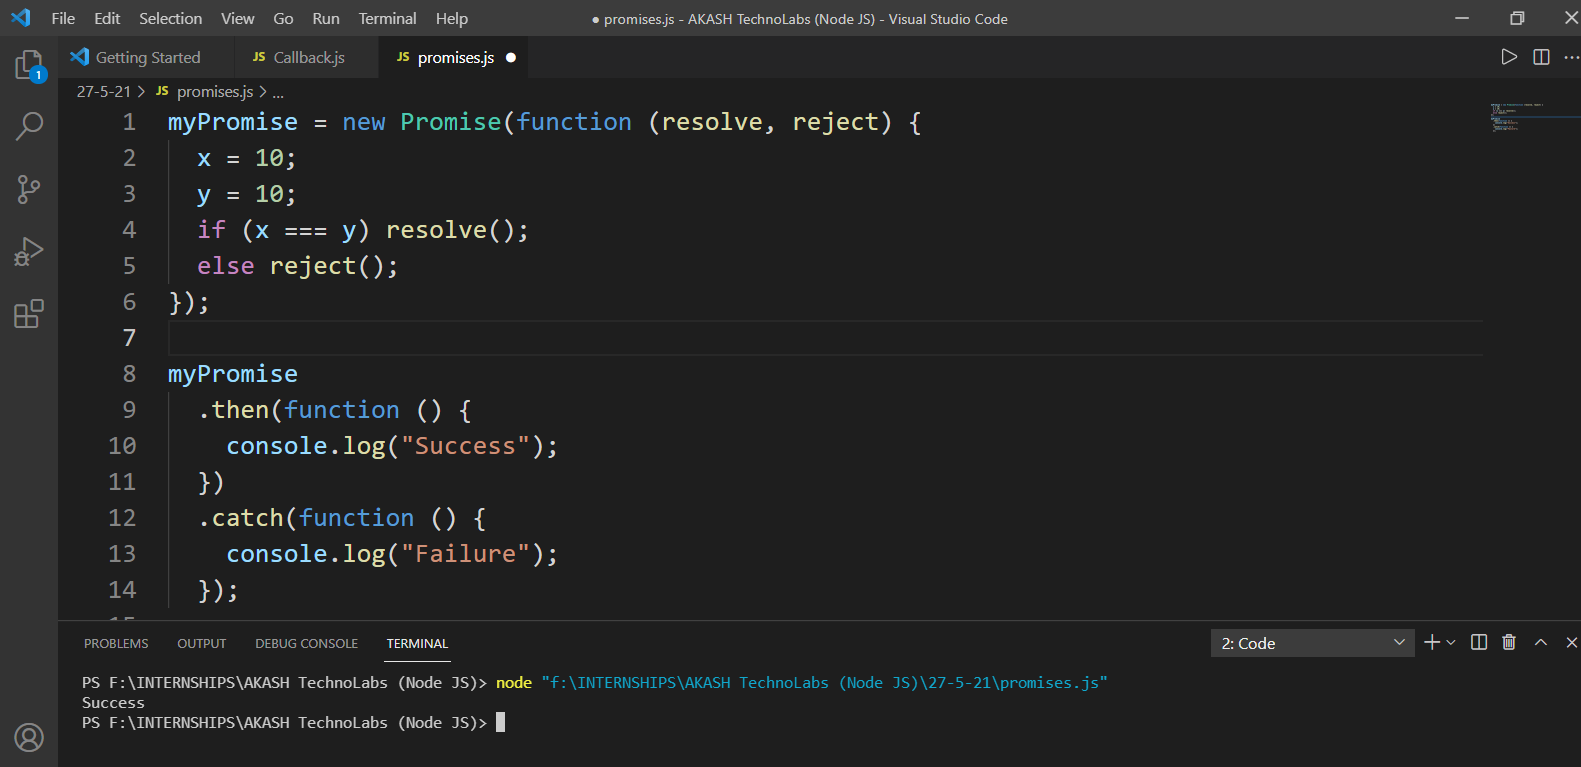 File Edit Selection View Go Run Terminal Help ● promises.js - AKASH TechnoLabs (Node JS) - Visual Studio Code
Getting Started JS Callback.js JS promises.js ●
1
27-5-21 > JS promises.js > ...
1 myPromise = new Promise(function (resolve, reject) {
2   x = 10;
3   y = 10;
4   if (x === y) resolve();
5   else reject();
6 });
7
8 myPromise
9   .then(function () {
10     console.log("Success");
11   })
12   .catch(function () {
13     console.log("Failure");
14   });
PROBLEMS OUTPUT DEBUG CONSOLE TERMINAL 2: Code
PS F:\INTERNSHIPS\AKASH TechnoLabs (Node JS)> node "f:\INTERNSHIPS\AKASH TechnoLabs (Node JS)\27-5-21\promises.js"
Success
PS F:\INTERNSHIPS\AKASH TechnoLabs (Node JS)>